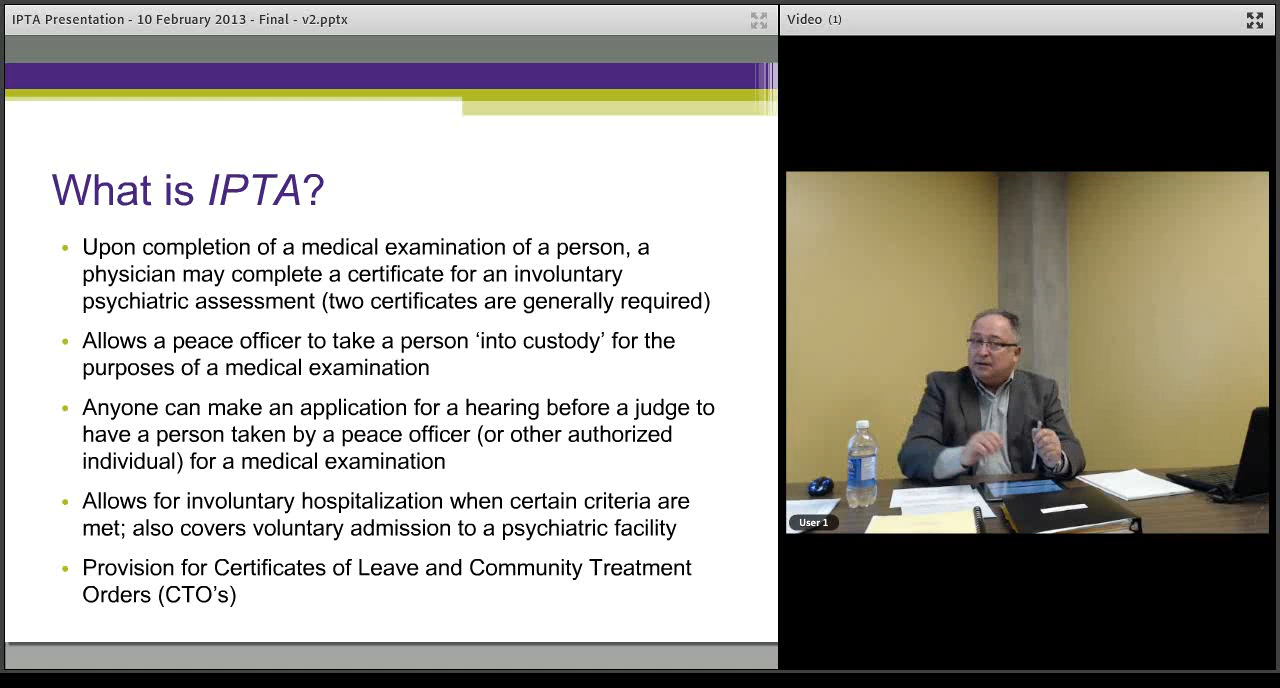 IPTA Presentation - 10 February 2013 - Final - v2.pptx
Video (1)
What is IPTA?
• Upon completion of a medical examination of a person, a
physician may complete a certificate for an involuntary
psychiatric assessment (two certificates are generally required)
• Allows a peace officer to take a person ‘into custody’ for the
purposes of a medical examination
• Anyone can make an application for a hearing before a judge to
have a person taken by a peace officer (or other authorized
individual) for a medical examination
• Allows for involuntary hospitalization when certain criteria are
met; also covers voluntary admission to a psychiatric facility
• Provision for Certificates of Leave and Community Treatment
Orders (CTO’s)
User 1